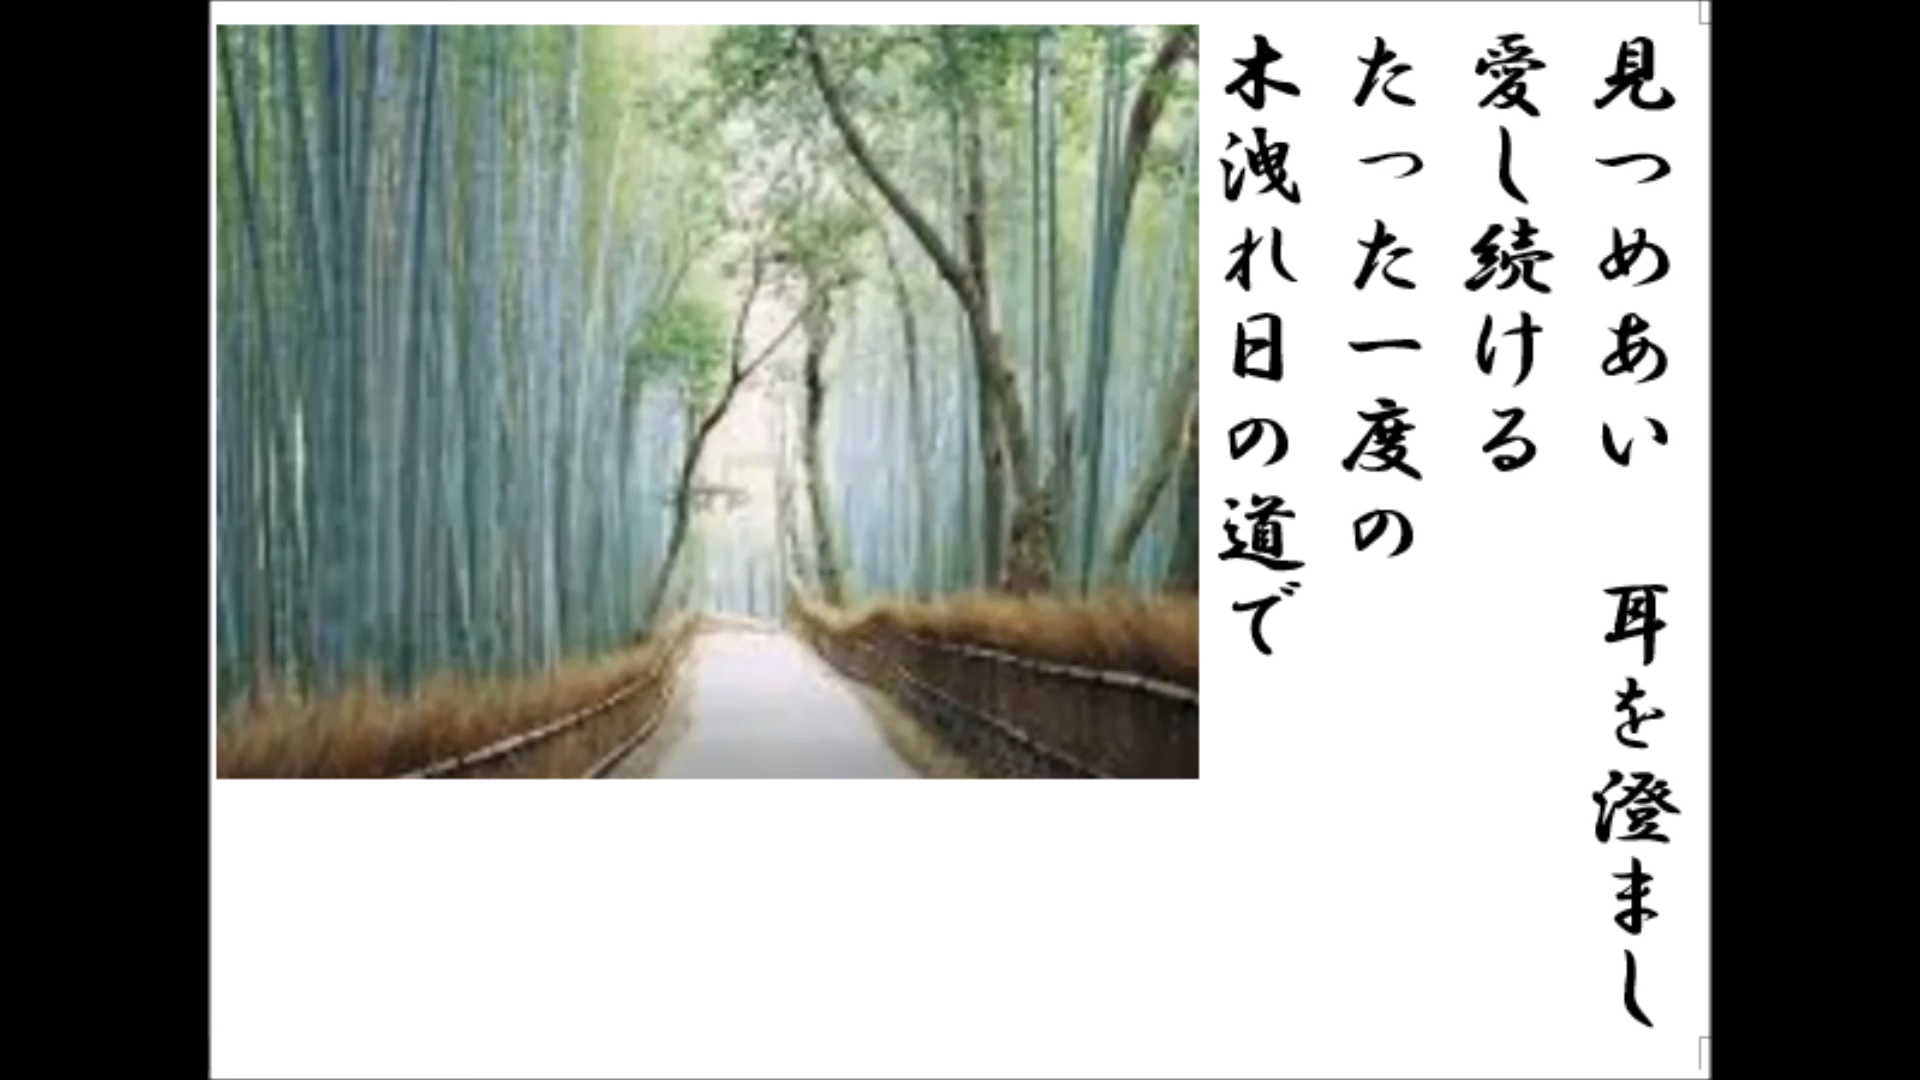 見つめあい　耳を澄まし
愛し続ける
たった一度の
木洩れ日の道で